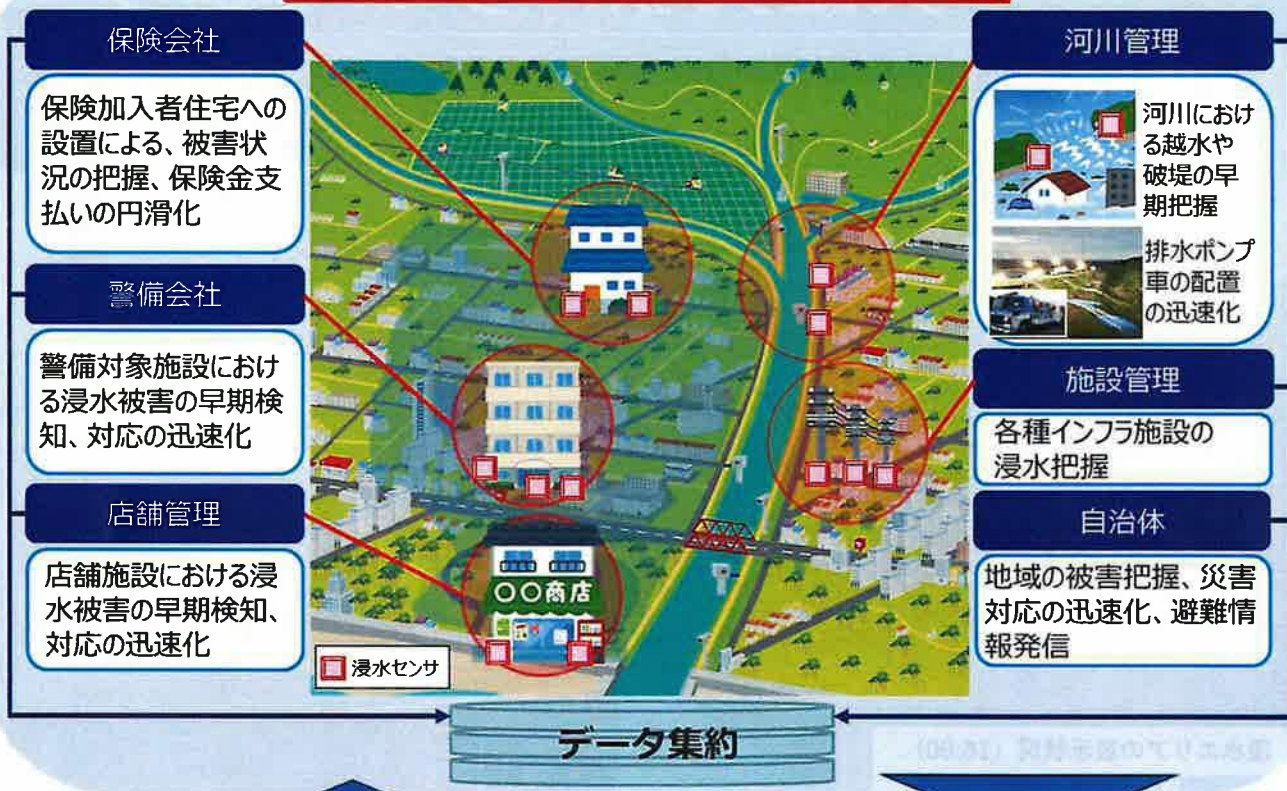 保険会社
保険加入者住宅への
設置による、被害状
況の把握、保険金支
払いの円滑化
警備会社
警備対象施設におけ
る浸水被害の早期検
知、対応の迅速化
店舗管理
店舗施設における浸
水被害の早期検知、
対応の迅速化
〇〇商店
浸水センサ
河川管理
河川におけ
る越水や
破堤の早
期把握
排水ポンプ
車の配置
の迅速化
施設管理
各種インフラ施設の
浸水把握
自治体
地域の被害把握、災害
対応の迅速化、避難情
報発信
データ集約